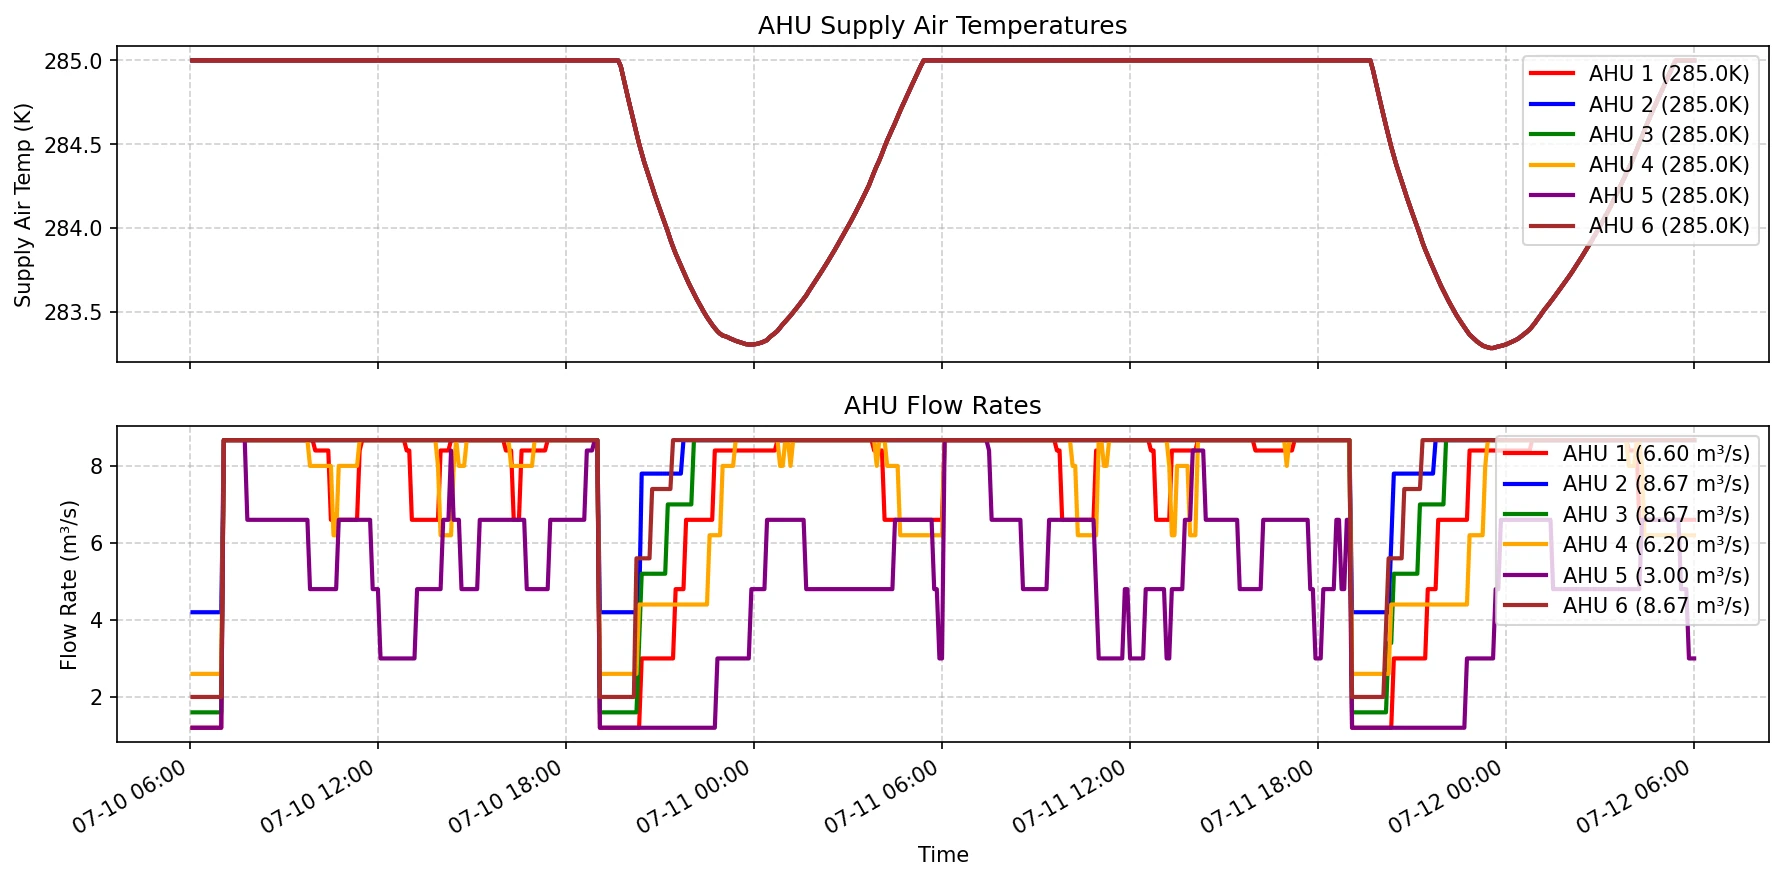 AHU Supply Air Temperatures
Supply Air Temp (K)
285.0
284.5
284.0
283.5
AHU 1 (285.0K)
AHU 2 (285.0K)
AHU 3 (285.0K)
AHU 4 (285.0K)
AHU 5 (285.0K)
AHU 6 (285.0K)
AHU Flow Rates
Flow Rate (m³/s)
8
6
4
2
AHU 1 (6.60 m³/s)
AHU 2 (8.67 m³/s)
AHU 3 (8.67 m³/s)
AHU 4 (6.20 m³/s)
AHU 5 (3.00 m³/s)
AHU 6 (8.67 m³/s)
07-10 06:00
07-10 12:00
07-10 18:00
07-11 00:00
07-11 06:00
07-11 12:00
07-11 18:00
07-12 00:00
07-12 06:00
Time